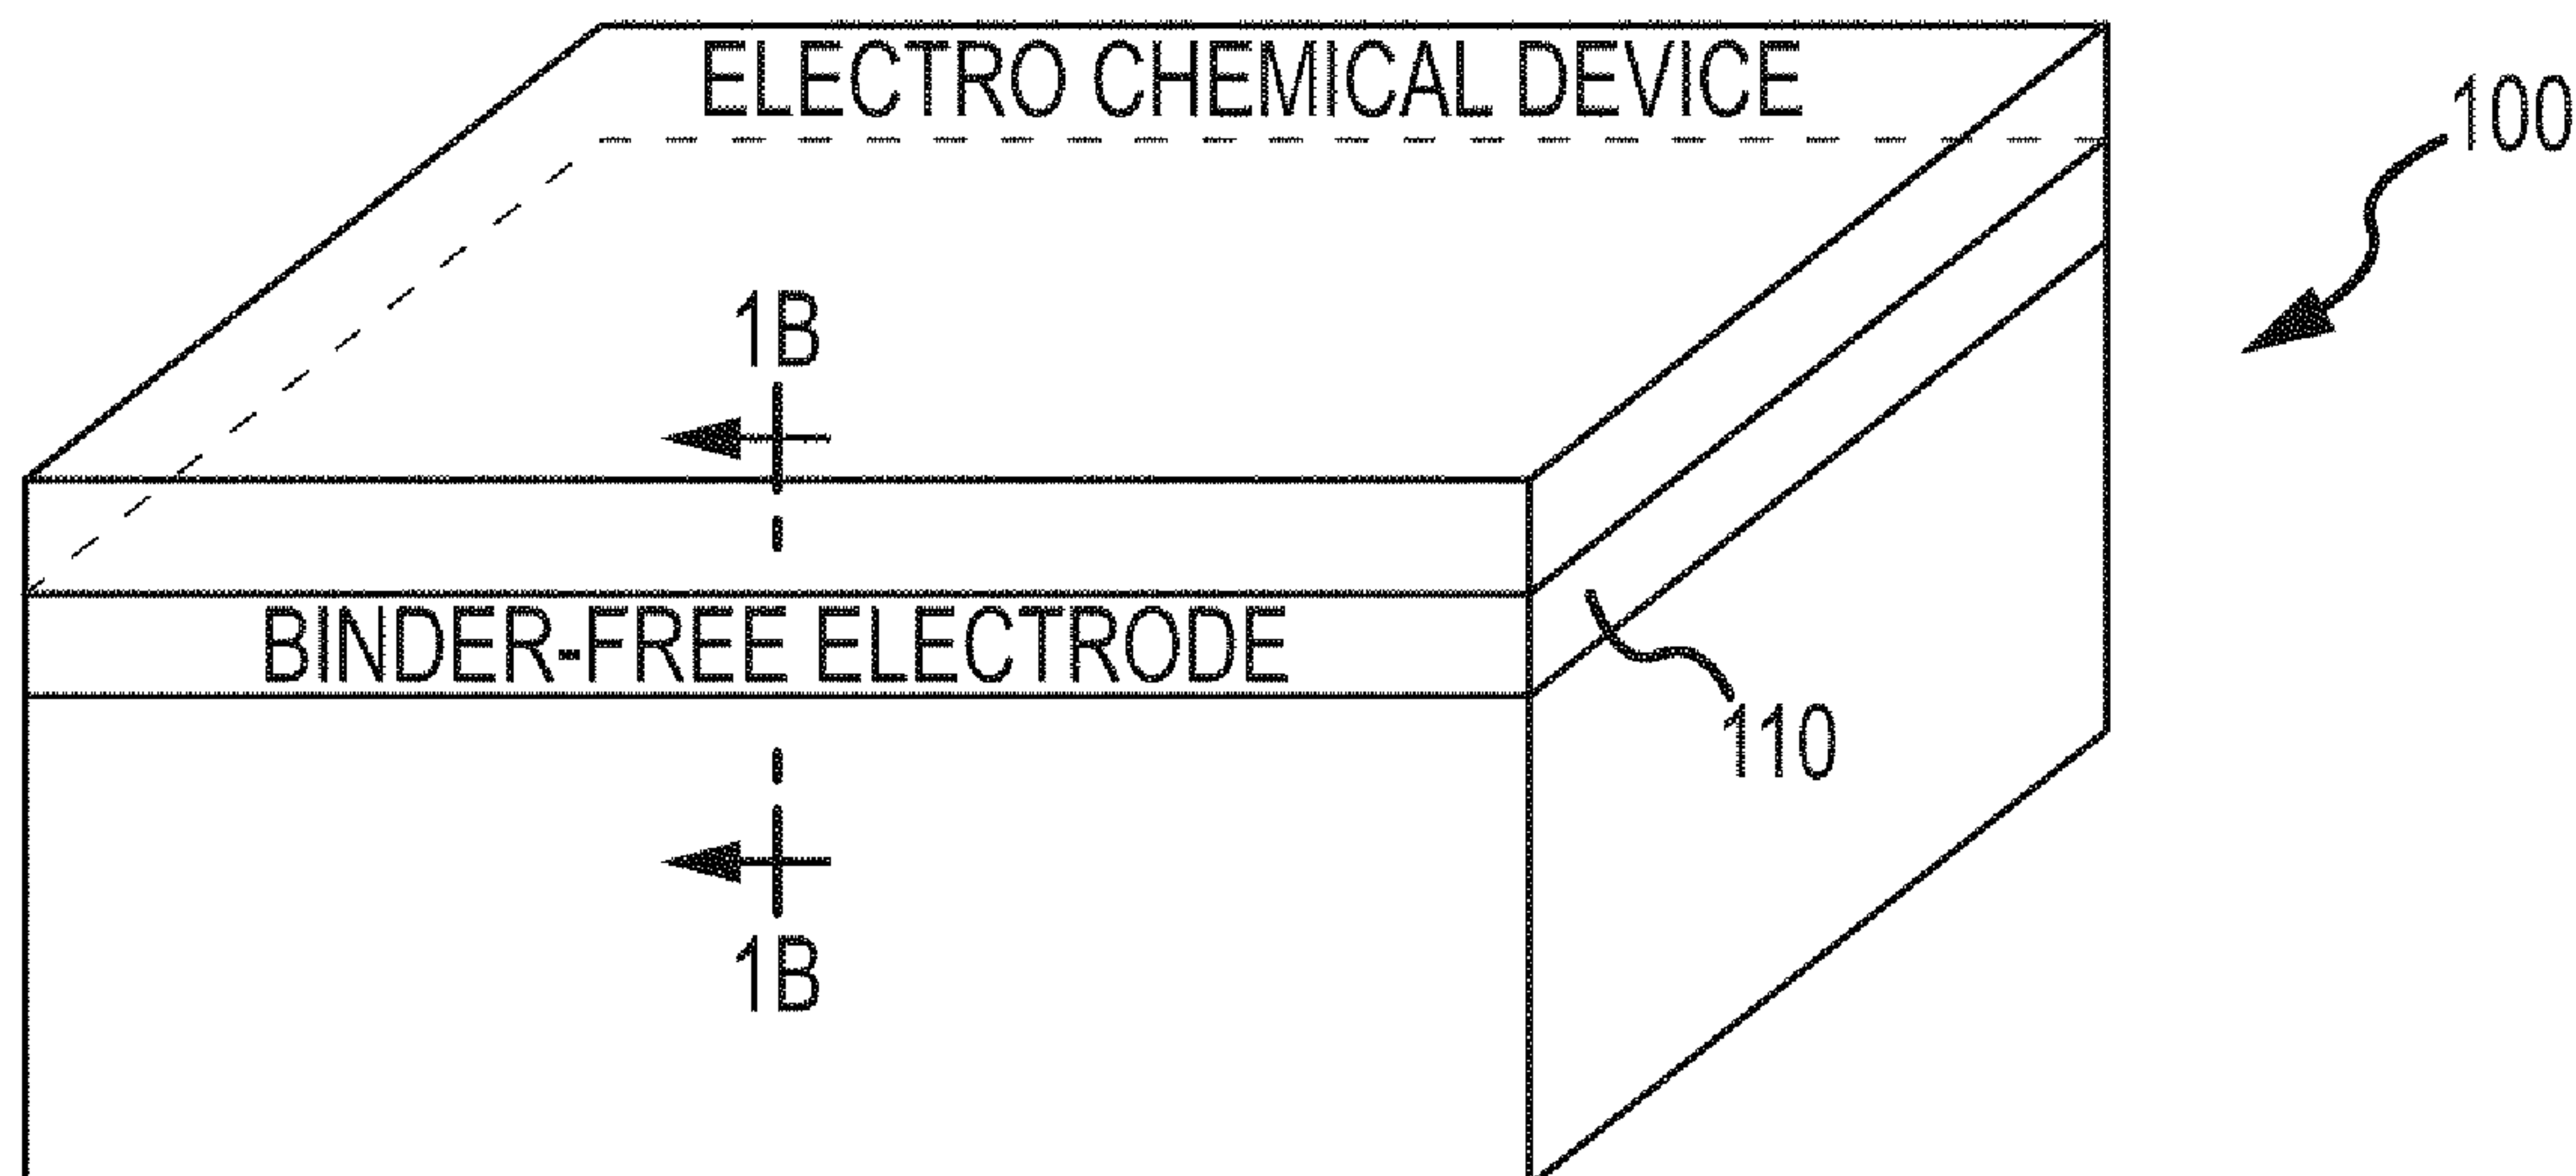 ELECTRO CHEMICAL DEVICE
100
1B
BINDER-FREE ELECTRODE
110
1B